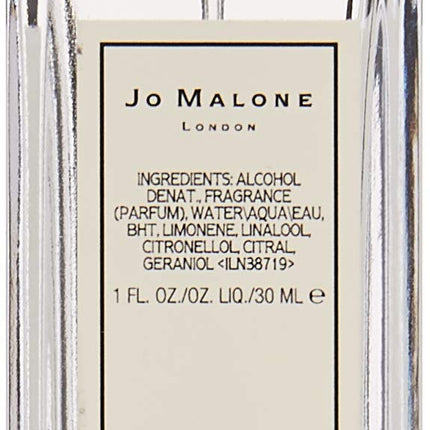 JO MALONE
LONDON
INGREDIENTS: ALCOHOL
DENAT., FRAGRANCE
(PARFUM), WATER\AQUA\EAU,
BHT, LIMONENE, LINALOOL,
CITRONELLOL, CITRAL,
GERANIOL <ILN38719>
1 FL. OZ./OZ. LIQ./30 ML ℮